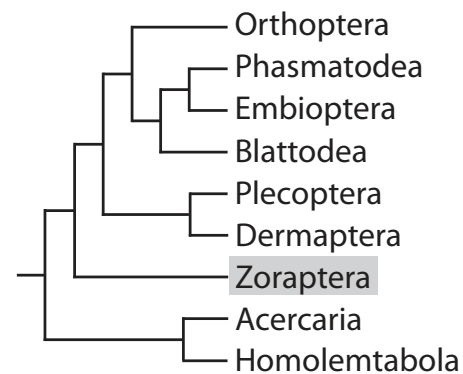 Orthoptera
Phasmatodea
Embioptera
Blattodea
Plecoptera
Dermaptera
Zoraptera
Acercaria
Homolemtabola